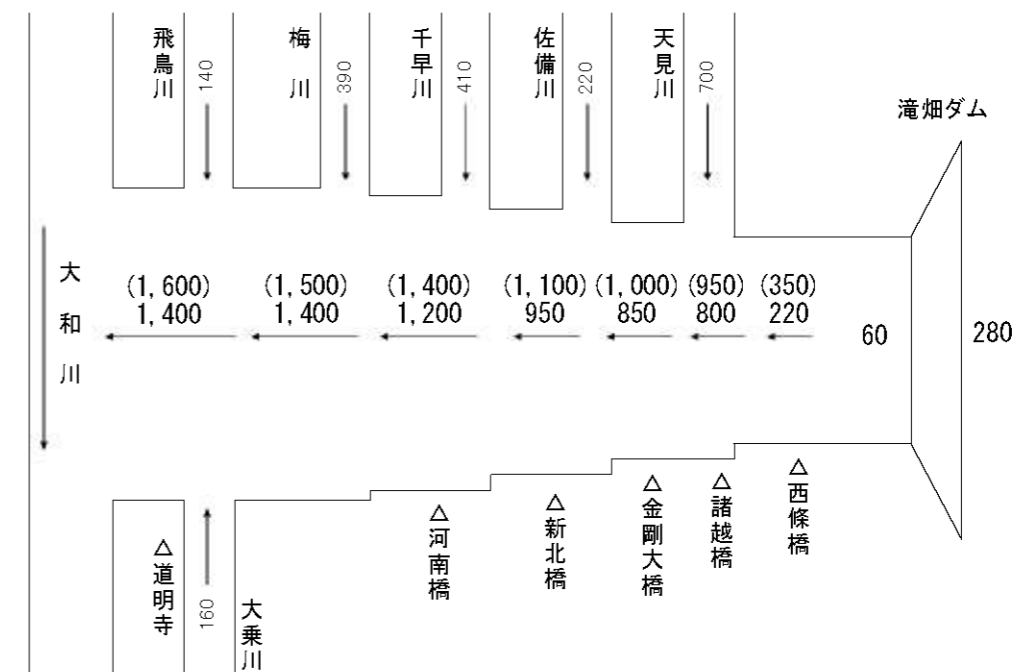 飛鳥川
140
梅川
390
千早川
410
佐備川
220
天見川
700
滝畑ダム
大和川
(1,600)
1,400
(1,500)
1,400
(1,400)
1,200
(1,100)
950
(1,000)
850
(950)
800
(350)
220
60
280
△道明寺
160
大乗川
△河南橋
△新北橋
△金剛大橋
△諸越橋
△西條橋